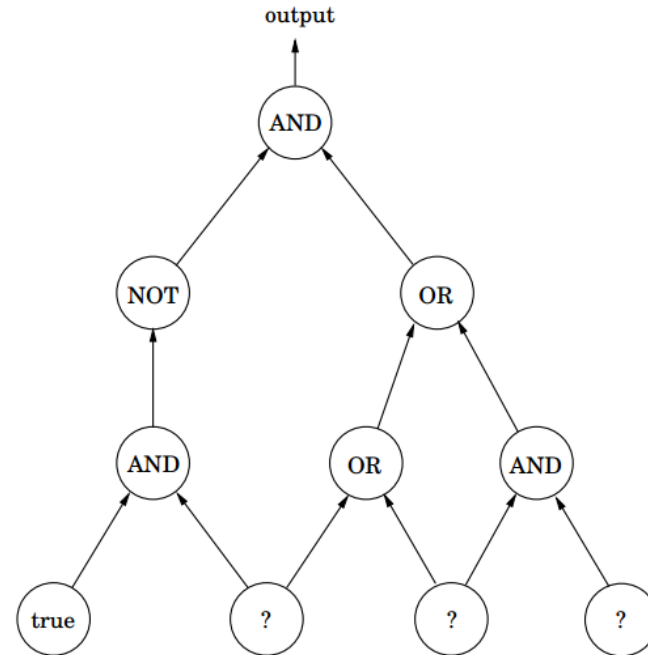 output
AND
NOT OR
AND OR AND
true ? ? ?